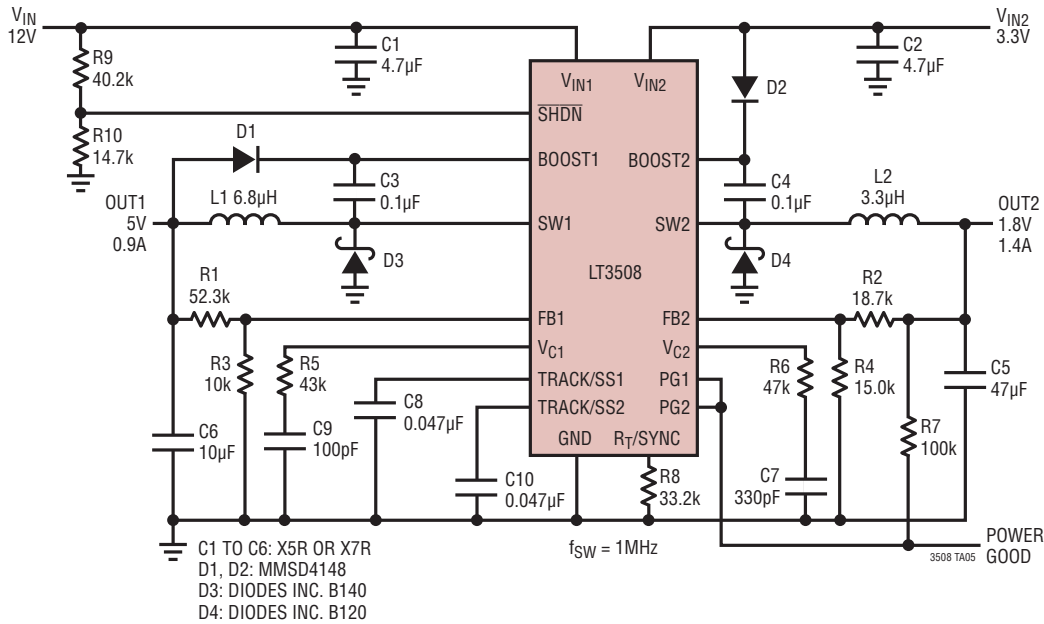 VIN
12V
VIN2
3.3V
R9
40.2k
C1
4.7µF
C2
4.7µF
VIN1
VIN2
D2
SHDN
R10
14.7k
D1
BOOST1
BOOST2
C3
0.1µF
C4
0.1µF
L2
3.3µH
OUT1
5V
0.9A
L1 6.8µH
SW1
SW2
OUT2
1.8V
1.4A
D3
D4
LT3508
R1
52.3k
R2
18.7k
FB1
FB2
VC1
VC2
R3
10k
R5
43k
R6
47k
R4
15.0k
C5
47µF
TRACK/SS1
PG1
TRACK/SS2
PG2
C8
0.047µF
C6
10µF
C9
100pF
GND
RT/SYNC
R7
100k
C10
0.047µF
R8
33.2k
C7
330pF
fSW = 1MHz
POWER
GOOD
3508 TA05
C1 TO C6: X5R OR X7R
D1, D2: MMSD4148
D3: DIODES INC. B140
D4: DIODES INC. B120